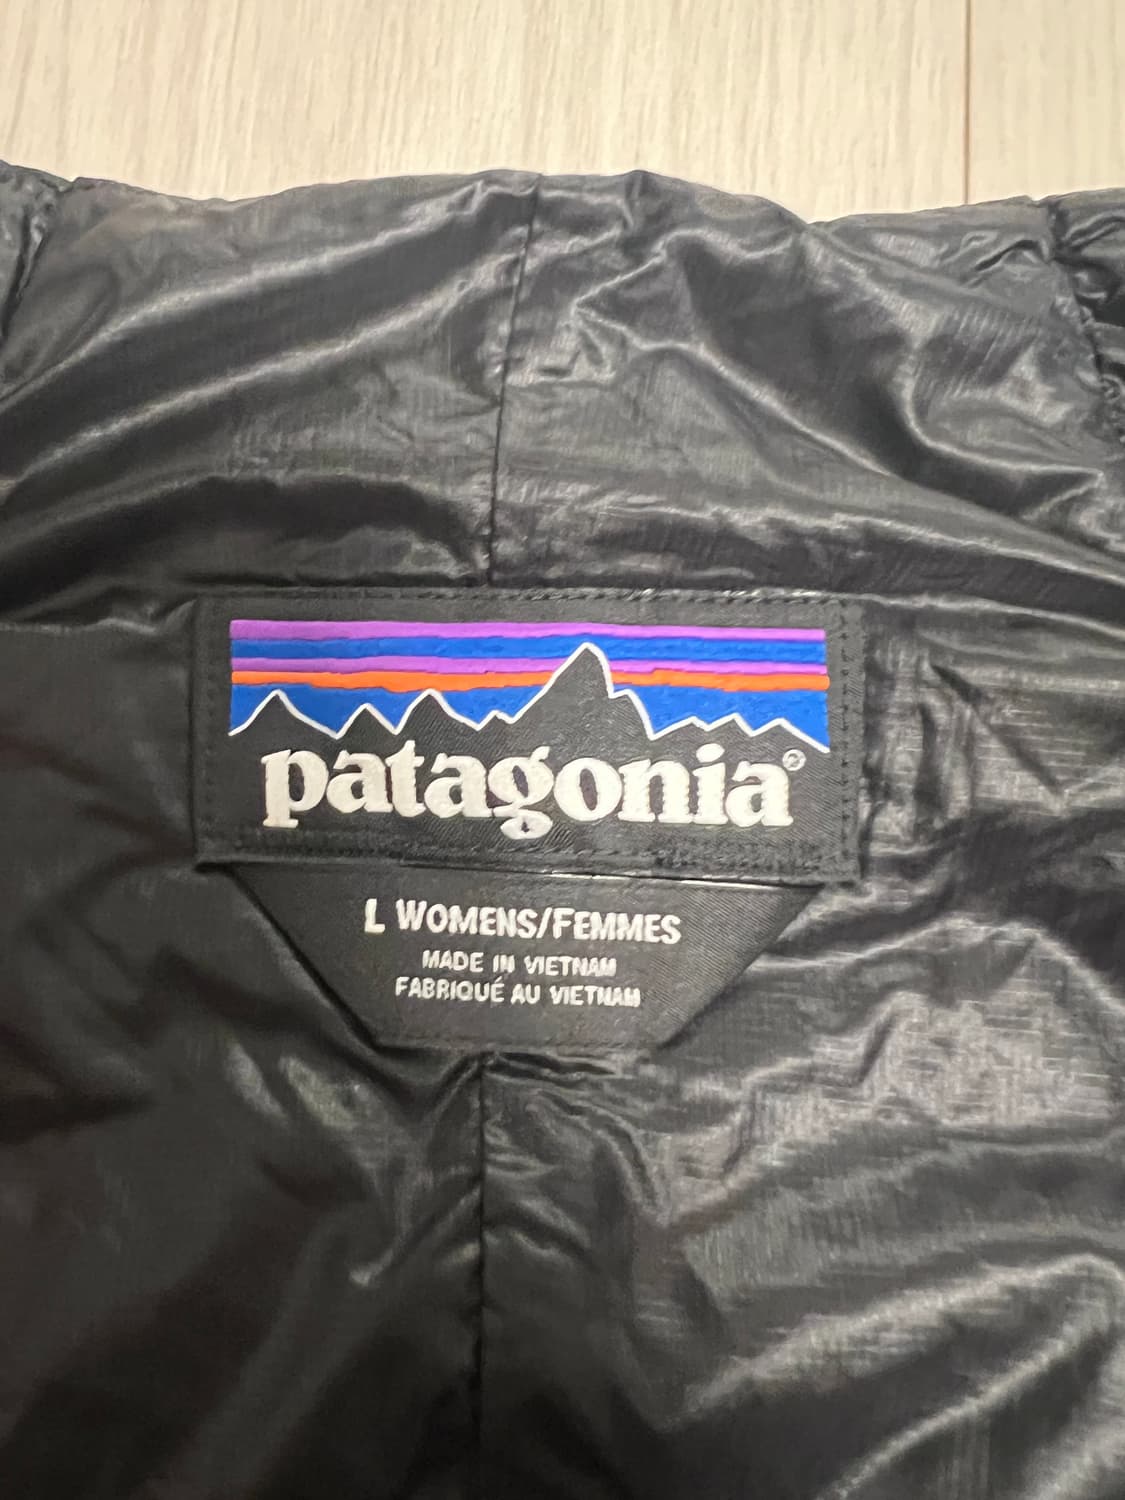 patagonia®
L WOMENS/FEMMES
MADE IN VIETNAM
FABRIQUÉ AU VIETNAM